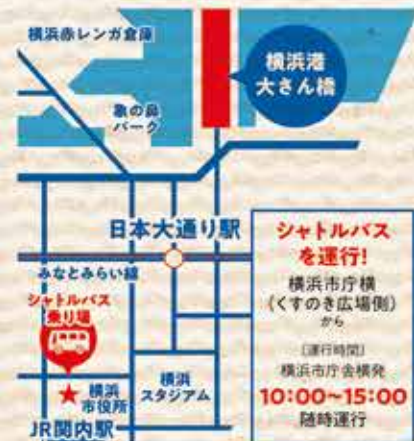 横浜赤レンガ倉庫
横浜港
大さん橋
象の鼻
パーク
日本大通り駅
みなとみらい線
シャトルバス
乗り場
横浜
市役所
横浜
スタジアム
JR関内駅
シャトルバス
を運行!
横浜市庁横
(くすのき広場側)
から
[運行時間]
横浜市庁舎横発
10:00~15:00
随時運行